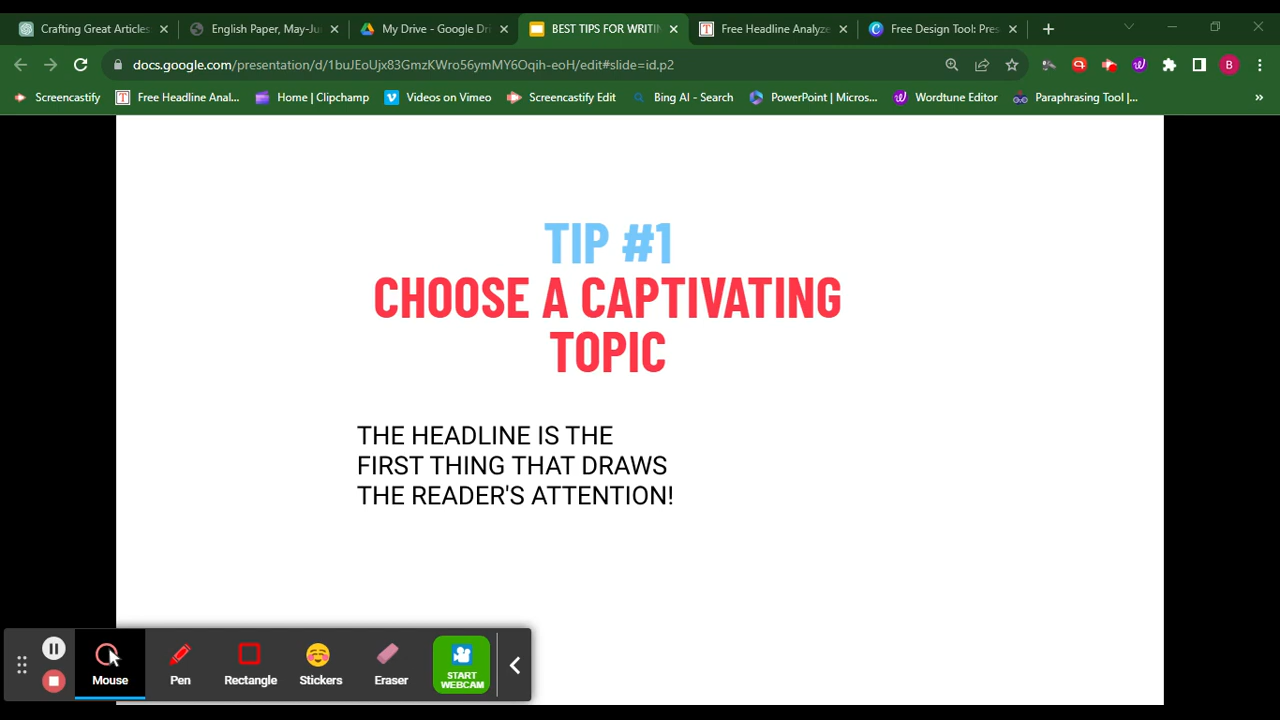 Crafting Great Articles
English Paper, May-Ju
My Drive - Google Dri
BEST TIPS FOR WRITIN
Free Headline Analyze
Free Design Tool: Pres
docs.google.com/presentation/d/1buJEoUjx83GmzKWro56ymMY6Oqih-eoH/edit#slide=id.p2
B
Screencastify
Free Headline Anal...
Home | Clipchamp
Videos on Vimeo
Screencastify Edit
Bing AI - Search
PowerPoint | Micros...
Wordtune Editor
Paraphrasing Tool |...
TIP #1
CHOOSE A CAPTIVATING
TOPIC
THE HEADLINE IS THE
FIRST THING THAT DRAWS
THE READER'S ATTENTION!
Mouse
Pen
Rectangle
Stickers
Eraser
START
WEBCAM